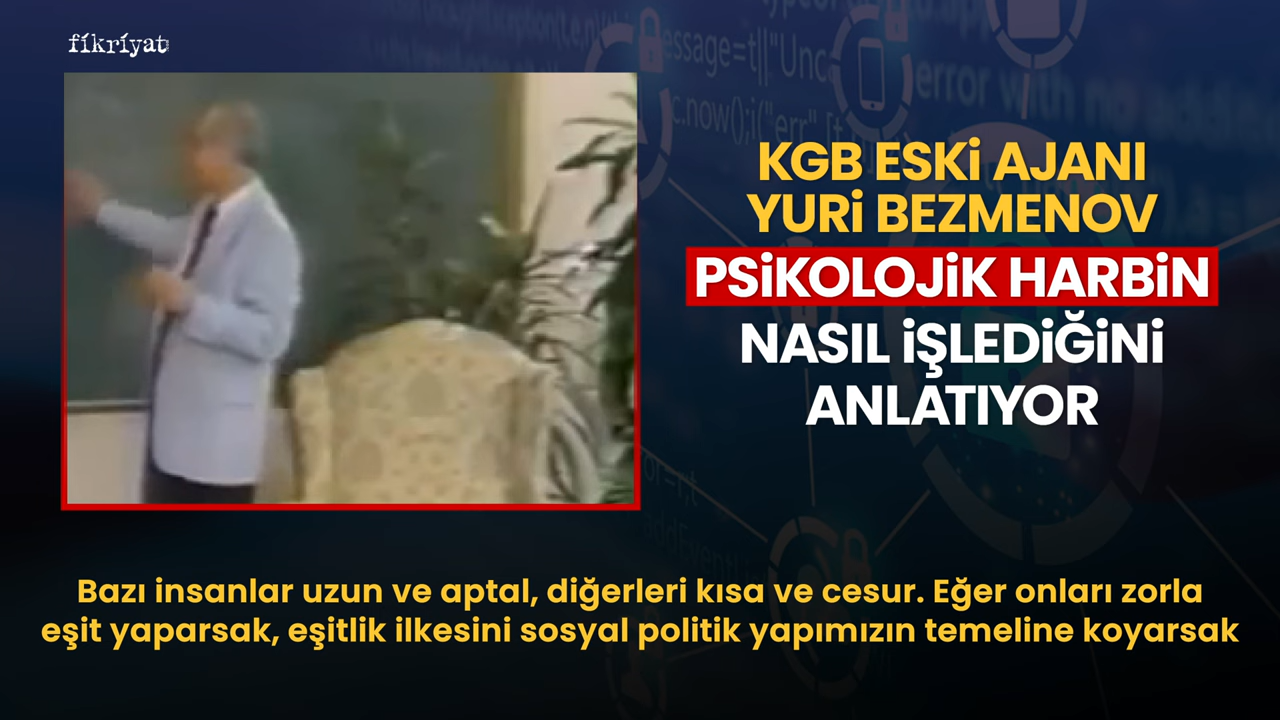 fikriyat
KGB ESKİ AJANI
YURİ BEZMENOV
PSİKOLOJİK HARBİN
NASIL İŞLEDİĞİNİ
ANLATIYOR
Bazı insanlar uzun ve aptal, diğerleri kısa ve cesur. Eğer onları zorla
eşit yaparsak, eşitlik ilkesini sosyal politik yapımızın temeline koyarsak